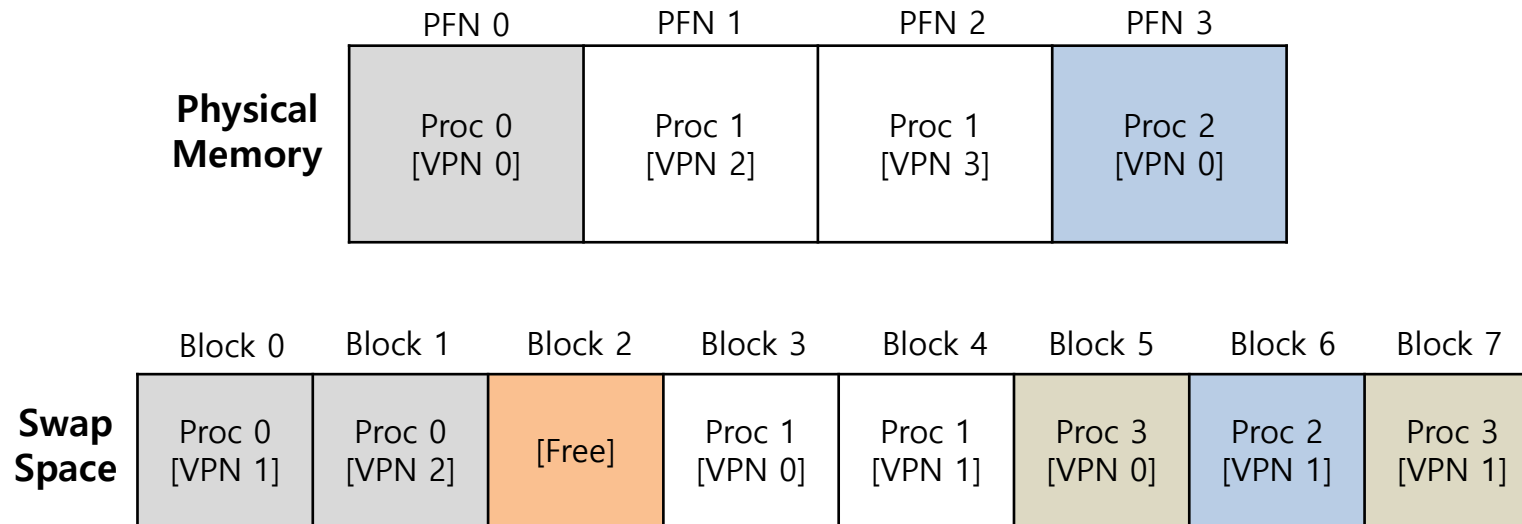 PFN 0 PFN 1 PFN 2 PFN 3
Physical
Memory
Proc 0
[VPN 0]
Proc 1
[VPN 2]
Proc 1
[VPN 3]
Proc 2
[VPN 0]
Block 0 Block 1 Block 2 Block 3 Block 4 Block 5 Block 6 Block 7
Swap
Space
Proc 0
[VPN 1]
Proc 0
[VPN 2]
[Free]
Proc 1
[VPN 0]
Proc 1
[VPN 1]
Proc 3
[VPN 0]
Proc 2
[VPN 1]
Proc 3
[VPN 1]